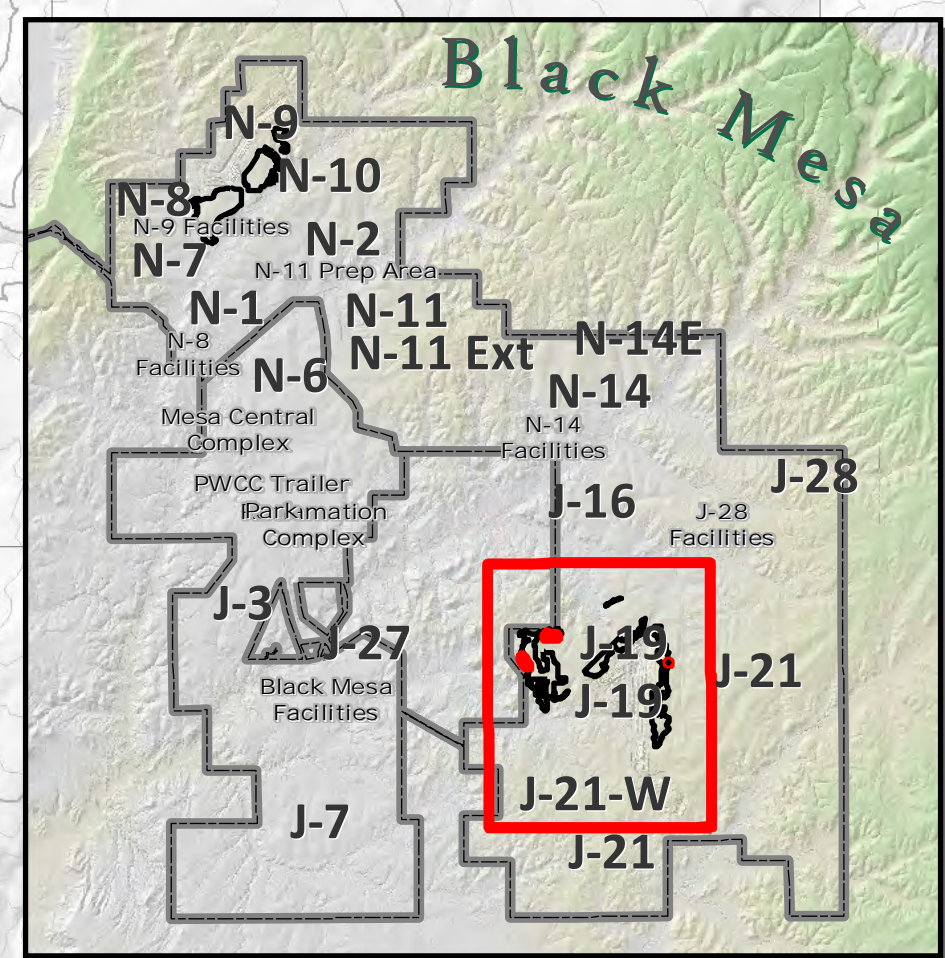 Black Mesa
N-9
N-10
N-8
N-9 Facilities
N-2
N-7
N-11 Prep Area
N-1
N-11
N-8
Facilities
N-11 Ext
N-14E
N-6
N-14
Mesa Central
Complex
N-14
Facilities
J-28
PWCC Trailer
Park
Complex
J-16
J-28
Facilities
J-3
J-27
J-19
J-21
Black Mesa
Facilities
J-19
J-21-W
J-7
J-21